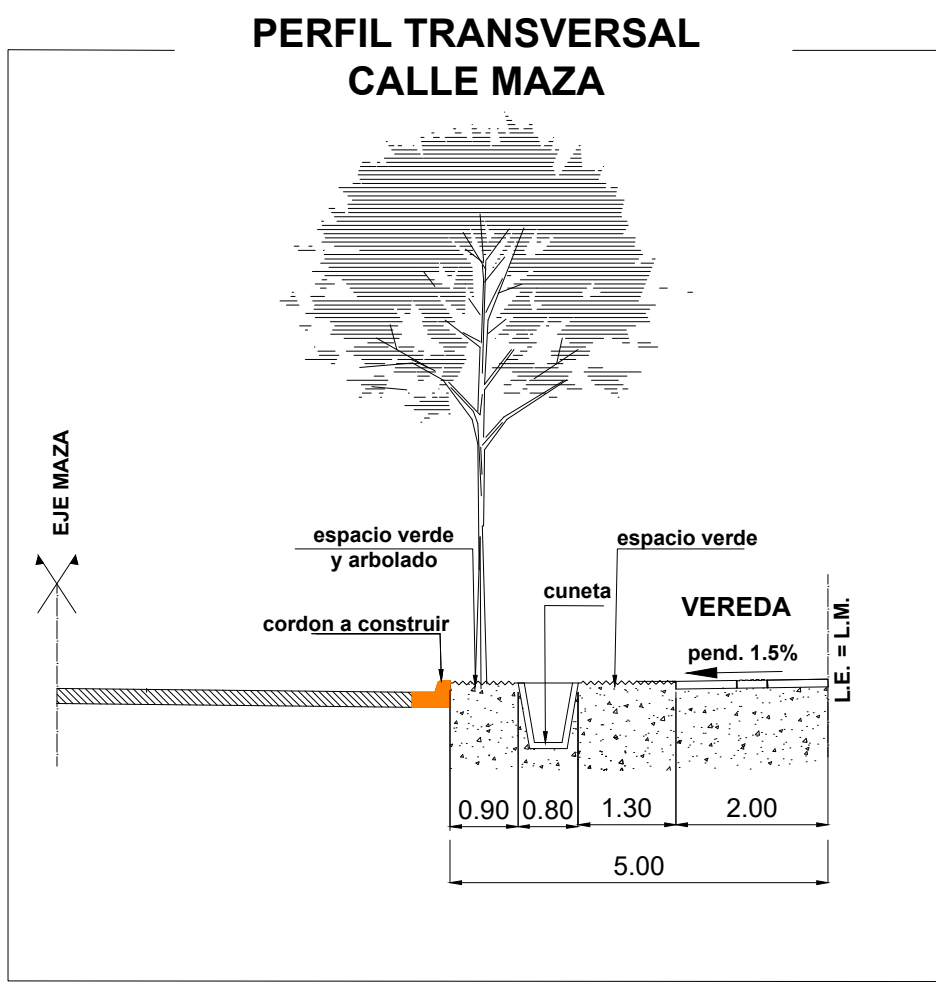 PERFIL TRANSVERSAL
CALLE MAZA
EJE MAZA
espacio verde
y arbolado
espacio verde
cuneta
VEREDA
cordon a construir
pend. 1.5%
L.E. = L.M.
0.90
0.80
1.30
2.00
5.00